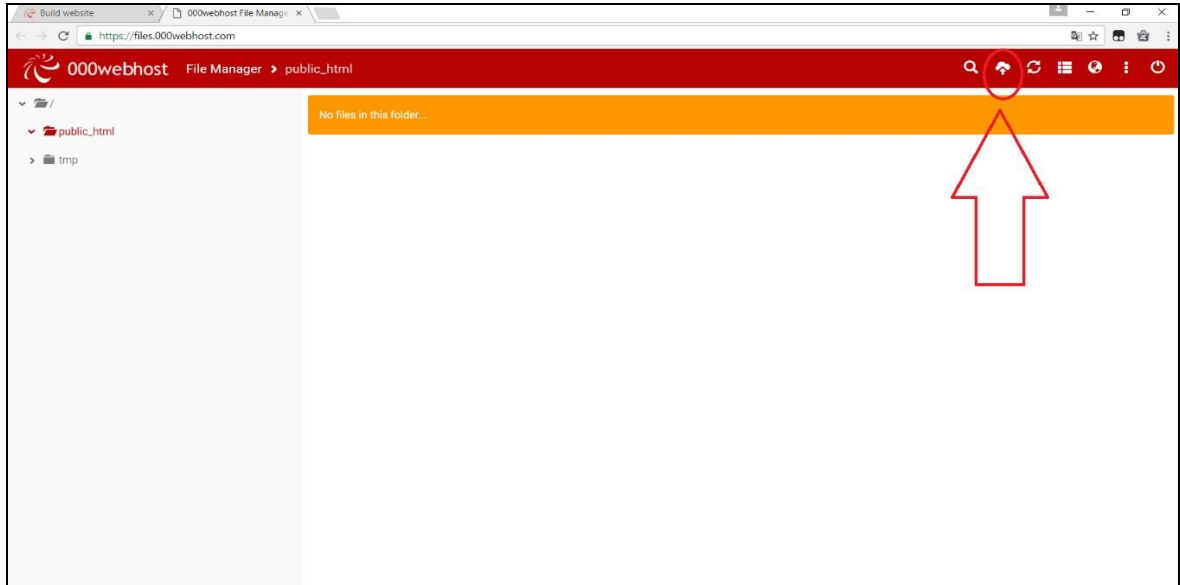 Build website
000webhost File Manage
https://files.000webhost.com
000webhost File Manager > public_html
/
No files in this folder...
public_html
tmp